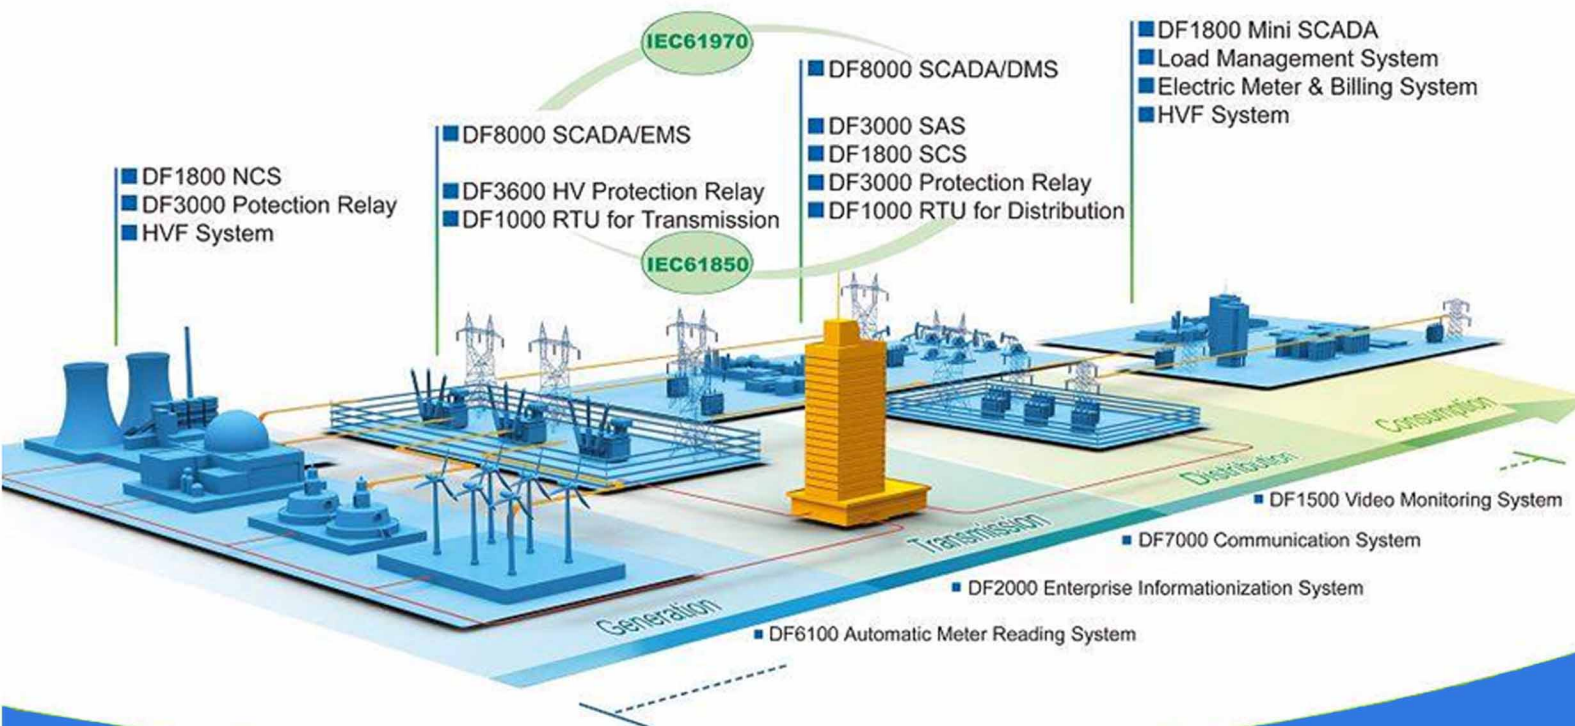 IEC61970
DF1800 NCS
DF3000 Potection Relay
HVF System
DF8000 SCADA/EMS
DF3600 HV Protection Relay
DF1000 RTU for Transmission
DF8000 SCADA/DMS
DF3000 SAS
DF1800 SCS
DF3000 Protection Relay
DF1000 RTU for Distribution
DF1800 Mini SCADA
Load Management System
Electric Meter & Billing System
HVF System
IEC61850
Consumption
Distribution
Transmission
Generation
DF1500 Video Monitoring System
DF7000 Communication System
DF2000 Enterprise Informationization System
DF6100 Automatic Meter Reading System